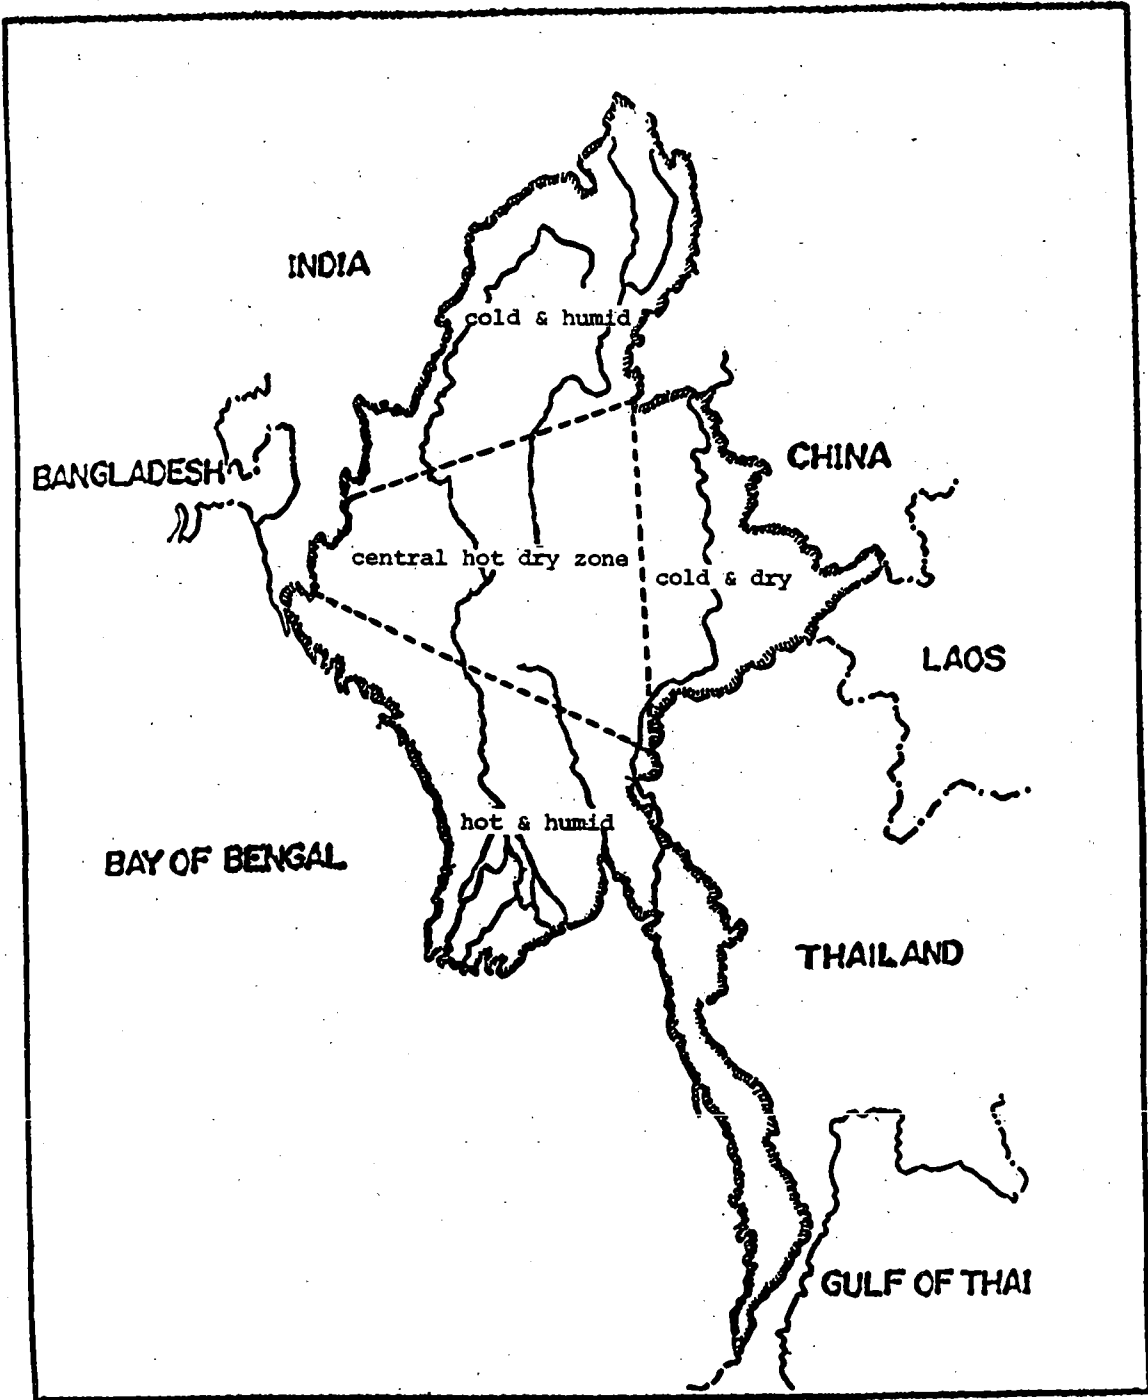 INDIA
cold & humid
BANGLADESH
CHINA
central hot dry zone
cold & dry
LAOS
hot & humid
BAY OF BENGAL
THAILAND
GULF OF THAI